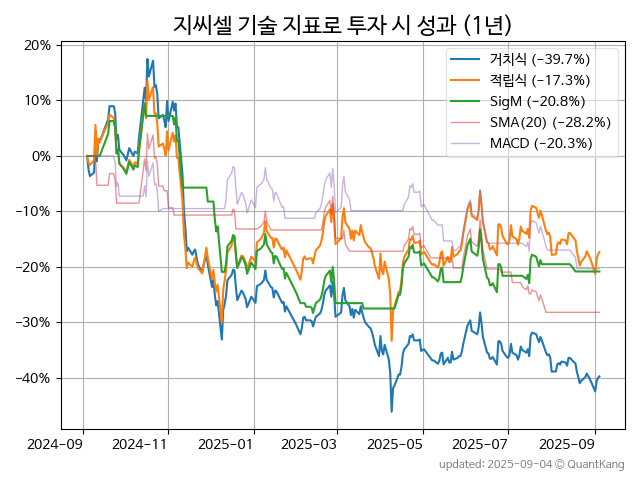 지씨셀 기술 지표로 투자 시 성과 (1년)
거치식 (−39.7%)
적립식 (−17.3%)
SigM (−20.8%)
SMA(20) (−28.2%)
MACD (−20.3%)
20%
10%
0%
−10%
−20%
−30%
−40%
2024-09 2024-11 2025-01 2025-03 2025-05 2025-07 2025-09
updated: 2025-09-04 © QuantKang